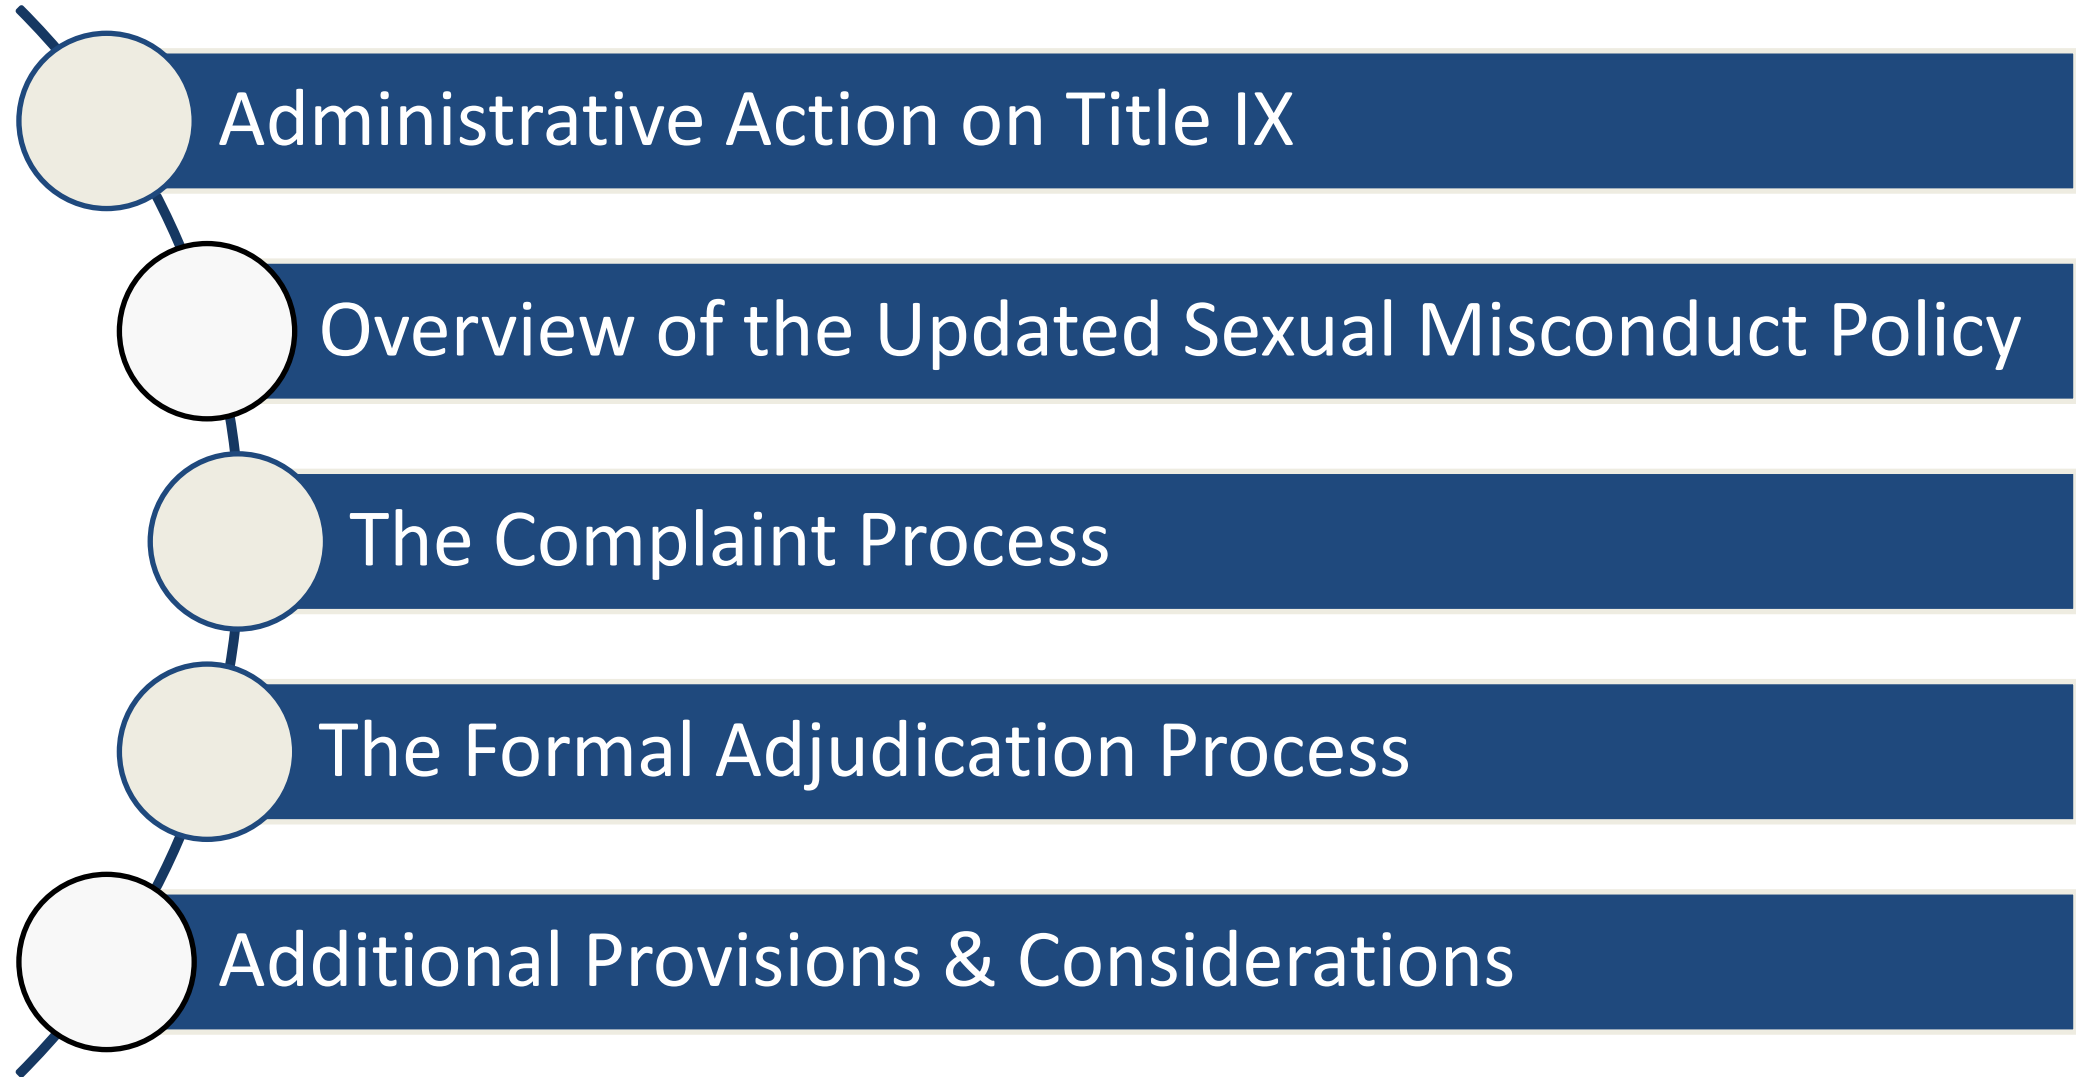 Administrative Action on Title IX
Overview of the Updated Sexual Misconduct Policy
The Complaint Process
The Formal Adjudication Process
Additional Provisions & Considerations